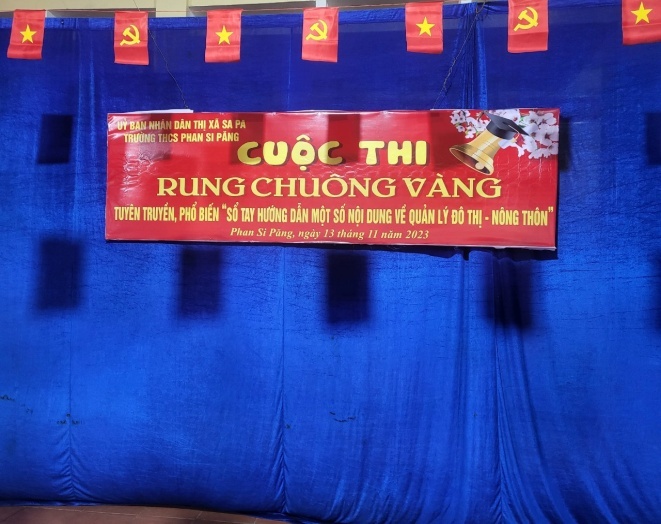 ỦY BAN NHÂN DÂN THỊ XÃ SA PA
TRƯỜNG THCS PHAN SI PĂNG
CUỘC THI
RUNG CHUÔNG VÀNG
TUYÊN TRUYỀN, PHỔ BIẾN "SỔ TAY HƯỚNG DẪN MỘT SỐ NỘI DUNG VỀ QUẢN LÝ ĐÔ THỊ - NÔNG THÔN"
Phan Si Păng, ngày 13 tháng 11 năm 2023